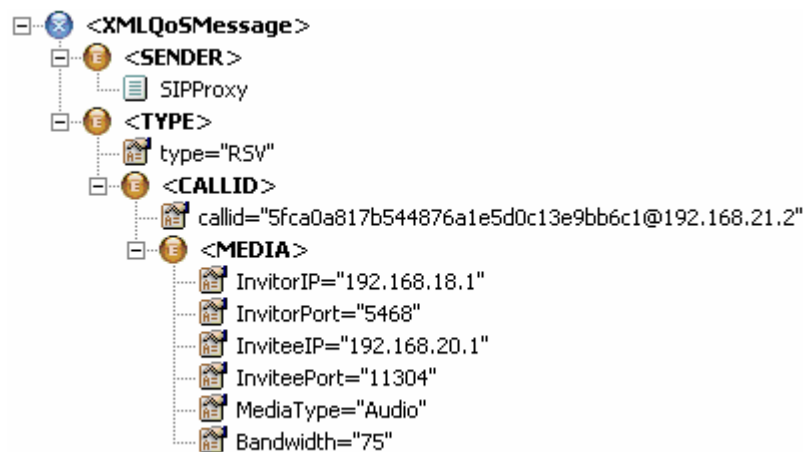 <XMLQoSMessage>
<SENDER>
SIPProxy
<TYPE>
type="RSV"
<CALLID>
callid="5fca0a817b544876a1e5d0c13e9bb6c1@192.168.21.2"
<MEDIA>
InvitorIP="192.168.18.1"
InvitorPort="5468"
InviteeIP="192.168.20.1"
InviteePort="11304"
MediaType="Audio"
Bandwidth="75"